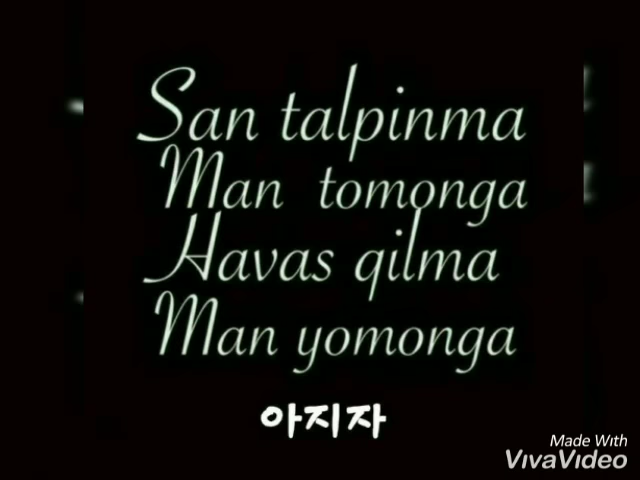 San talpinma
Man tomonga
Havas qilma
Man yomonga
아지자
Made With
VivaVideo